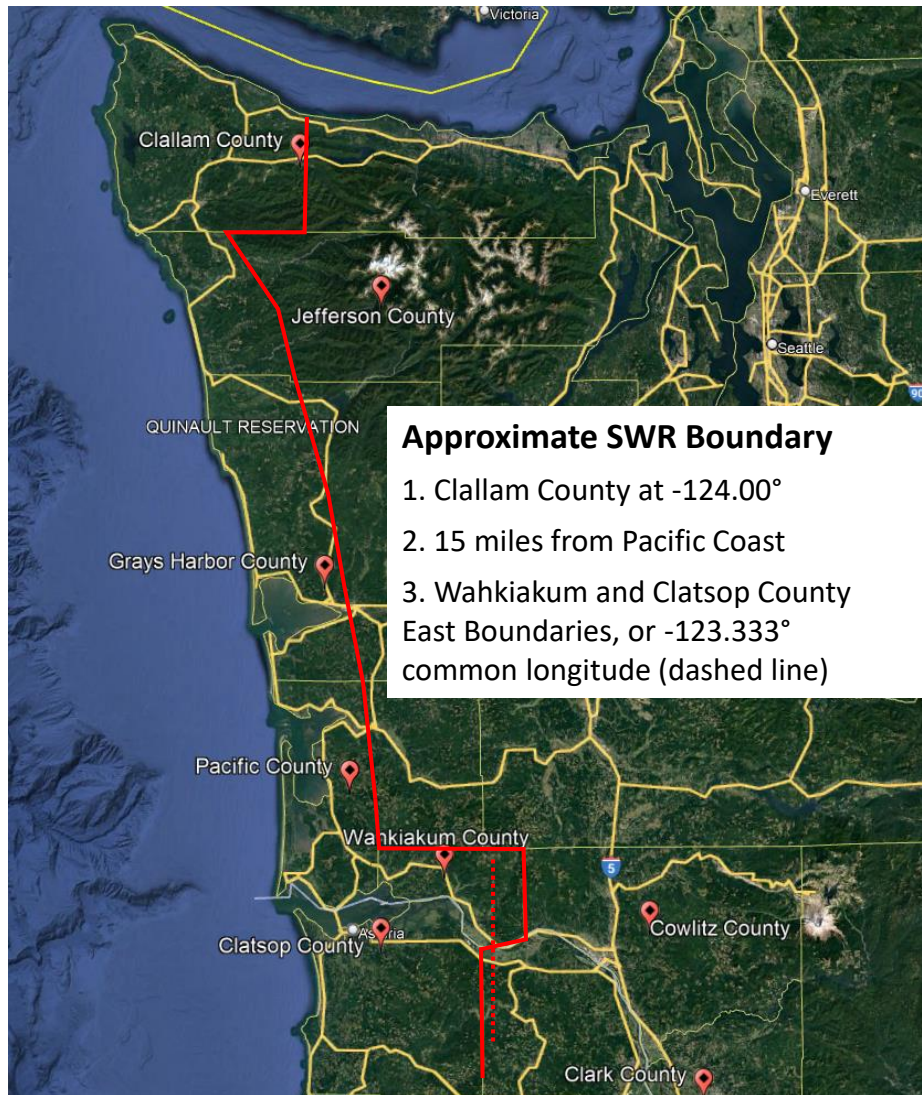 Victoria
Clallam County
Everett
Jefferson County
Seattle
90
QUINAULT RESERVATION
Approximate SWR Boundary
1. Clallam County at -124.00°
2. 15 miles from Pacific Coast
3. Wahkiakum and Clatsop County
East Boundaries, or -123.333°
common longitude (dashed line)
Grays Harbor County
Pacific County
Wahkiakum County
5
Cowlitz County
Astoria
Clatsop County
Clark County